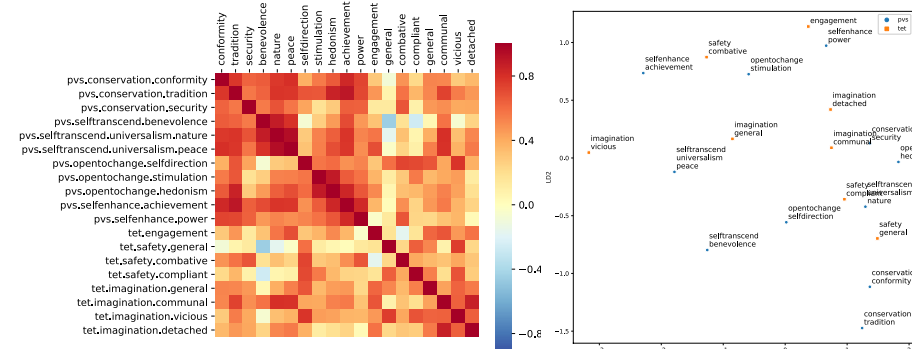 conformity
tradition
security
benevolence
nature
peace
selfdirection
stimulation
hedonism
achievement
power
engagement
general
combative
compliant
general
communal
vicious
detached
pvs.conservation.conformity
pvs.conservation.tradition
pvs.conservation.security
pvs.selftranscend.benevolence
pvs.selftranscend.universalism.nature
pvs.selftranscend.universalism.peace
pvs.opentochange.selfdirection
pvs.opentochange.stimulation
pvs.opentochange.hedonism
pvs.selfenhance.achievement
pvs.selfenhance.power
tet.engagement
tet.safety.general
tet.safety.combative
tet.safety.compliant
tet.imagination.general
tet.imagination.communal
tet.imagination.vicious
tet.imagination.detached
0.8
0.4
0.0
−0.4
−0.8
LD2
1.0
0.5
0.0
−0.5
−1.0
−1.5
pvs
tet
engagement
selfenhance
power
safety
combative
selfenhance
achievement
opentochange
stimulation
imagination
detached
imagination
general
imagination
communal
conserva
security
imagination
vicious
selftranscend
universalism
peace
safety
compliant
selftranscend
universalism
nature
opentochange
selfdirection
safety
general
selftranscend
benevolence
conservation
conformity
conservation
tradition